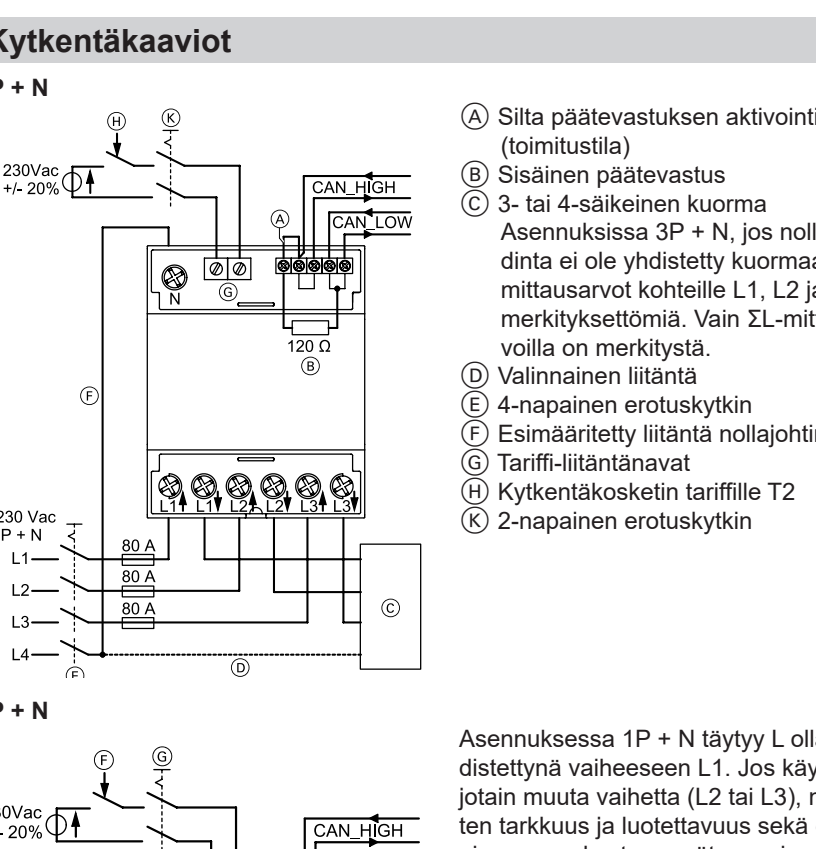 Kytkentäkaaviot
P + N
H
K
230Vac
+/- 20%
CAN_HIGH
A
CAN_LOW
N
G
120 Ω
B
F
L1 L1 L2 L2 L3 L3
230 Vac
P + N
L1
80 A
L2
80 A
L3
80 A
C
L4
E
D
A Silta päätevastuksen aktivointi
(toimitustila)
B Sisäinen päätevastus
C 3- tai 4-säikeinen kuorma
Asennuksissa 3P + N, jos noll
dinta ei ole yhdistetty kuormaa
mittausarvot kohteille L1, L2 ja
merkityksettömiä. Vain ΣL-mitt
voilla on merkitystä.
D Valinnainen liitäntä
E 4-napainen erotuskytkin
F Esimääritetty liitäntä nollajohtin
G Tariffi-liitäntänavat
H Kytkentäkosketin tariffille T2
K 2-napainen erotuskytkin
P + N
F
G
30Vac
- 20%
CAN_HIGH
Asennuksessa 1P + N täytyy L olla
distettynä vaiheeseen L1. Jos käy
jotain muuta vaihetta (L2 tai L3), m
ten tarkkuus ja luotettavuus sekä